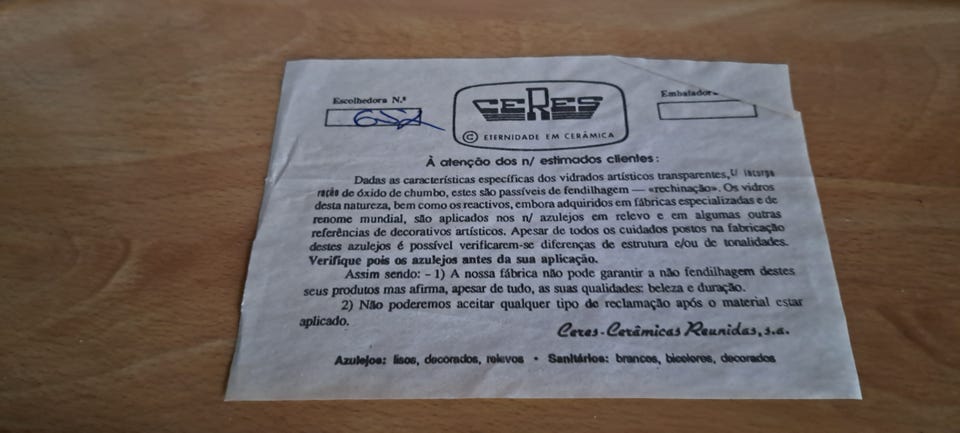 Escolhedora N.º
CERES
Embalador
© ETERNIDADE EM CERÂMICA
À atenção dos n/ estimados clientes:
Dadas as características específicas dos vidrados artísticos transparentes, c/ incorpo
ração de óxido de chumbo, estes são passíveis de fendilhagem — «rechinação». Os vidros
desta natureza, bem como os reactivos, embora adquiridos em fábricas especializadas e de
renome mundial, são aplicados nos n/ azulejos em relevo e em algumas outras
referências de decorativos artísticos. Apesar de todos os cuidados postos na fabricação
destes azulejos é possível verificarem-se diferenças de estrutura e/ou de tonalidades.
Verifique pois os azulejos antes da sua aplicação.
Assim sendo: - 1) A nossa fábrica não pode garantir a não fendilhagem destes
seus produtos mas afirma, apesar de tudo, as suas qualidades: beleza e duração.
2) Não poderemos aceitar qualquer tipo de reclamação após o material estar
aplicado.
Ceres-Cerâmicas Reunidas, s.a.
Azulejos: lisos, decorados, relevos • Sanitários: brancos, bicolores, decorados